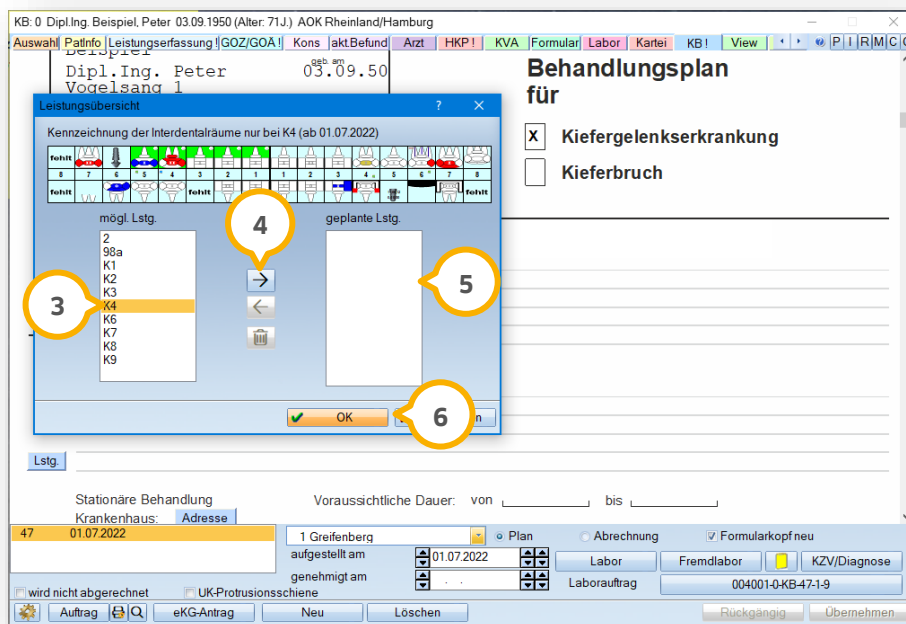 KB: 0 Dipl.Ing. Beispiel, Peter 03.09.1950 (Alter: 71J.) AOK Rheinland/Hamburg
Auswahl PatInfo Leistungserfassung ! GOZ/GOÄ ! Kons akt.Befund Arzt HKP ! KVA Formular Labor Kartei KB ! View P I R M C
Beispiel
Dipl.Ing. Peter
geb. am
03.09.50
Vogelsang 1
Behandlungsplan
für
X Kiefergelenkserkrankung
Kieferbruch
Leistungsübersicht ?
Kennzeichnung der Interdentalräume nur bei K4 (ab 01.07.2022)
fehlt
8 7 6 5 4 3 2 1 1 2 3 4 5 6 7 8
fehlt fehlt fehlt
mögl. Lstg.
geplante Lstg.
2
98a
K1
K2
K3
K4
K6
K7
K8
K9
3
4
5
OK
6
n
Lstg.
Stationäre Behandlung
Voraussichtliche Dauer: von bis
Krankenhaus: Adresse
47 01.07.2022
1 Greifenberg
Plan
Abrechnung
Formularkopf neu
aufgestellt am 01.07.2022
Labor
Fremdlabor
KZV/Diagnose
genehmigt am . .
Laborauftrag
004001-0-KB-47-1-9
wird nicht abgerechnet
UK-Protrusionsschiene
Auftrag
eKG-Antrag
Neu
Löschen
Rückgängig
Übernehmen